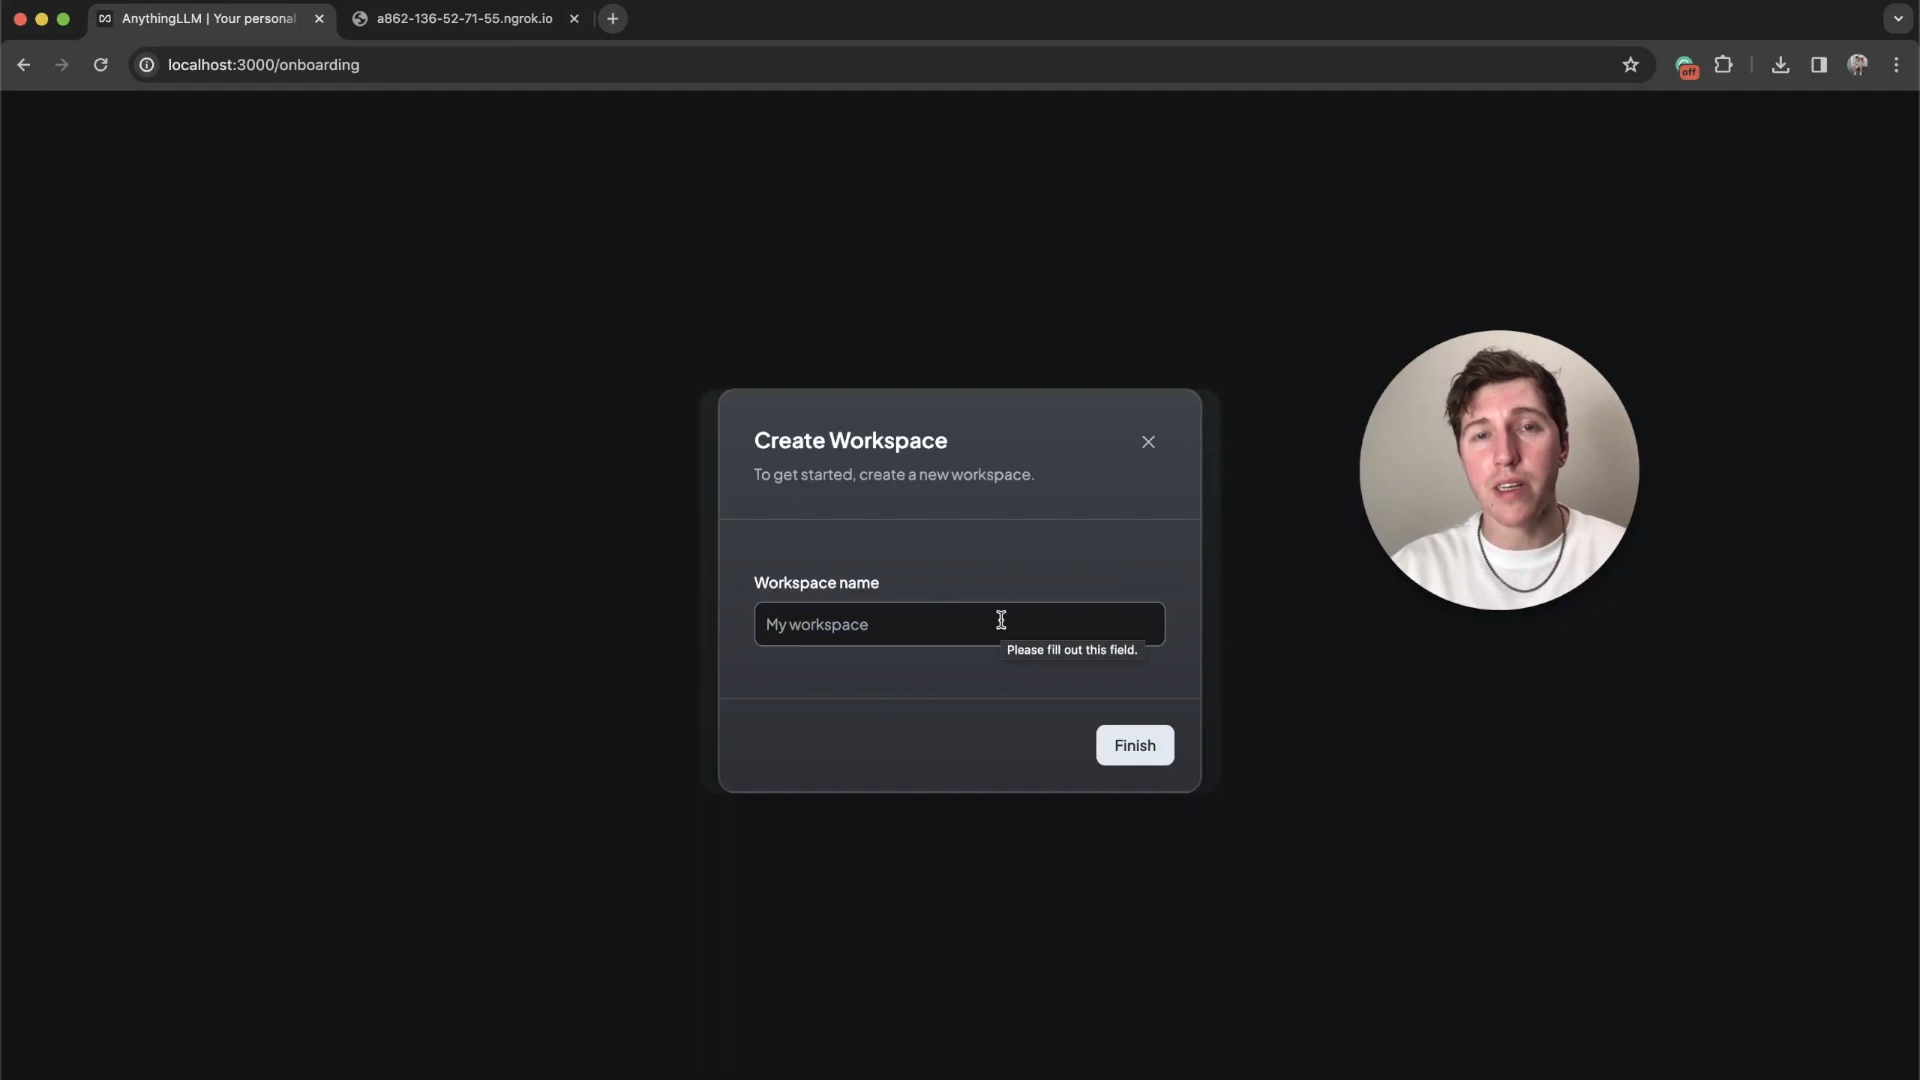 AnythingLLM | Your personal
a862-136-52-71-55.ngrok.io
localhost:3000/onboarding
off
Create Workspace
To get started, create a new workspace.
Workspace name
My workspace
Please fill out this field.
Finish